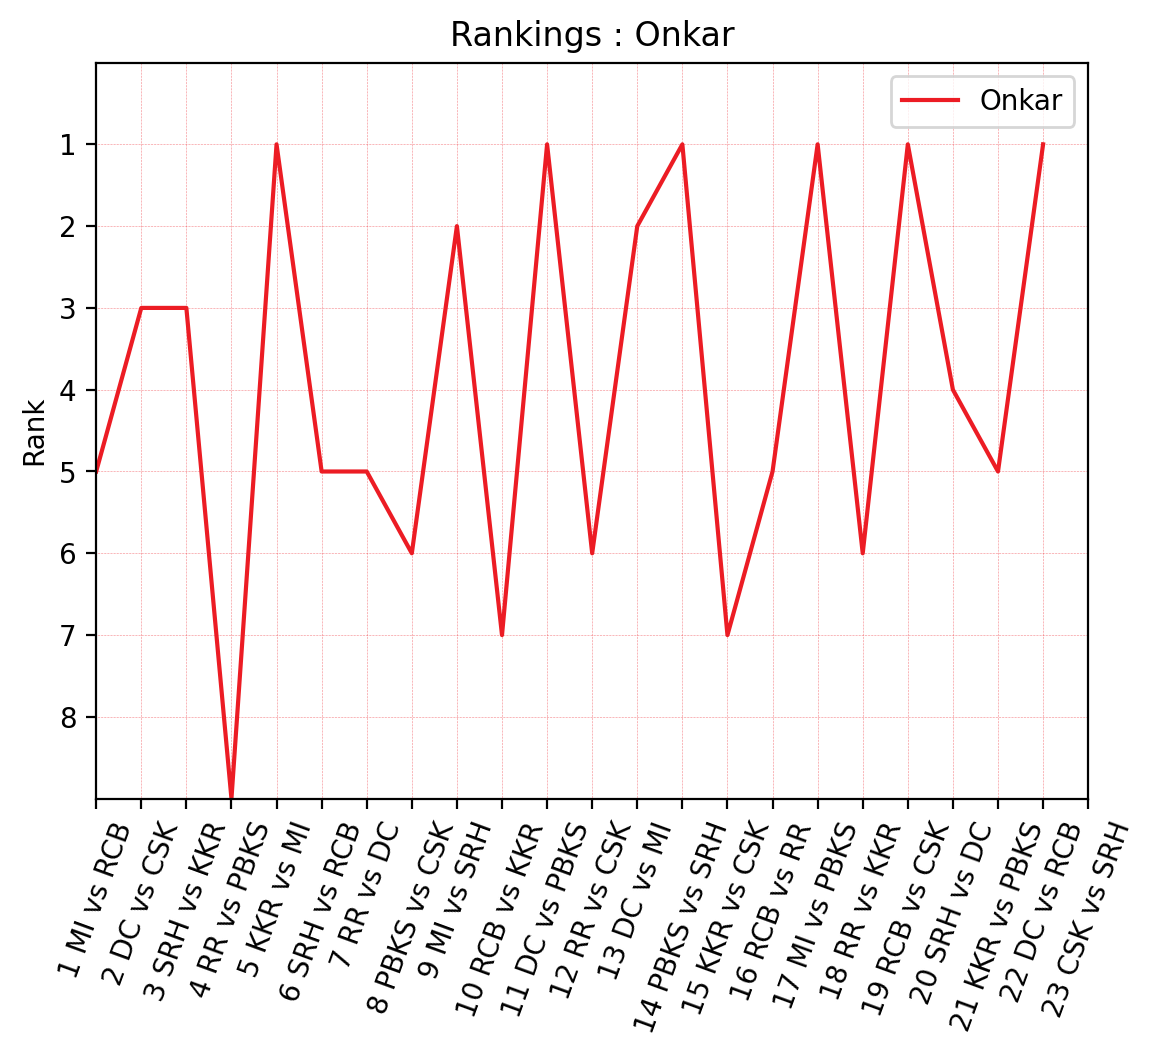 Rankings : Onkar
Onkar
Rank
1
2
3
4
5
6
7
8
1 MI vs RCB
2 DC vs CSK
3 SRH vs KKR
4 RR vs PBKS
5 KKR vs MI
6 SRH vs RCB
7 RR vs DC
8 PBKS vs CSK
9 MI vs SRH
10 RCB vs KKR
11 DC vs PBKS
12 RR vs CSK
13 DC vs MI
14 PBKS vs SRH
15 KKR vs CSK
16 RCB vs RR
17 MI vs PBKS
18 RR vs KKR
19 RCB vs CSK
20 SRH vs DC
21 KKR vs PBKS
22 DC vs RCB
23 CSK vs SRH